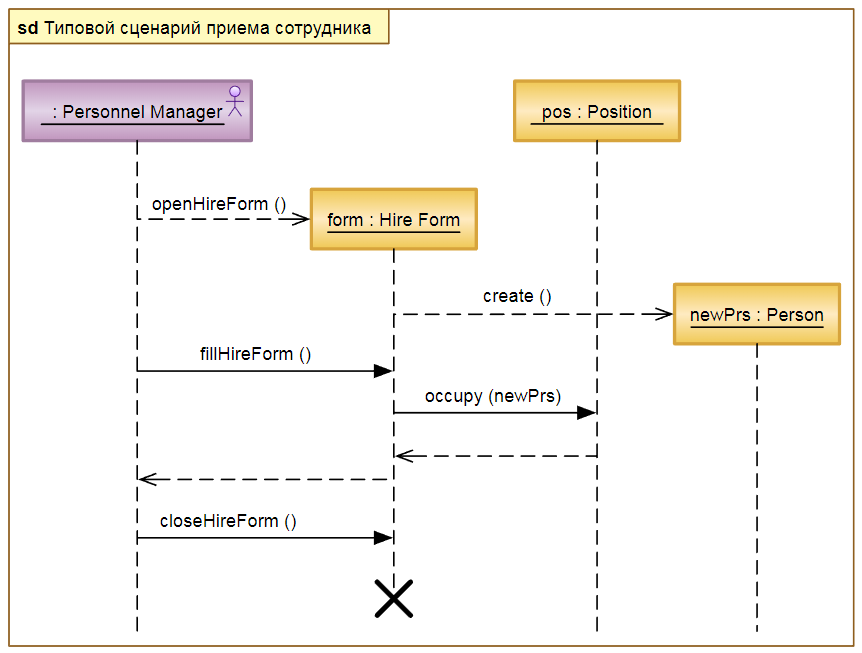 sd Типовой сценарий приема сотрудника
: Personnel Manager
pos : Position
openHireForm ()
form : Hire Form
create ()
newPrs : Person
fillHireForm ()
occupy (newPrs)
closeHireForm ()